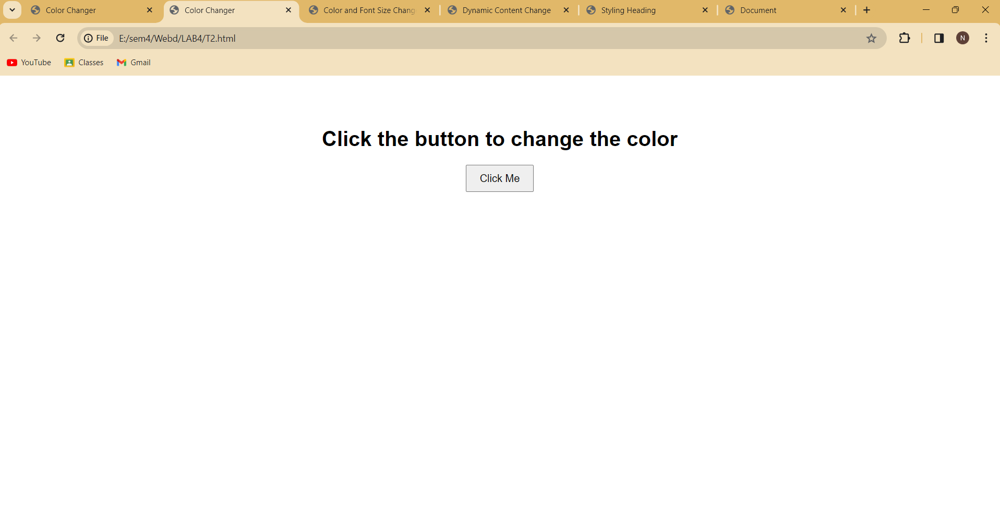 Color Changer
Color Changer
Color and Font Size Chang
Dynamic Content Change
Styling Heading
Document
File
E:/sem4/Webd/LAB4/T2.html
N
YouTube
Classes
Gmail
Click the button to change the color
Click Me